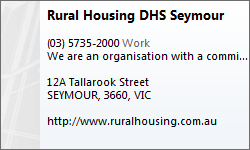 Rural Housing DHS Seymour
(03) 5735-2000 Work
We are an organisation with a commi...
12A Tallarook Street
SEYMOUR, 3660, VIC
http://www.ruralhousing.com.au